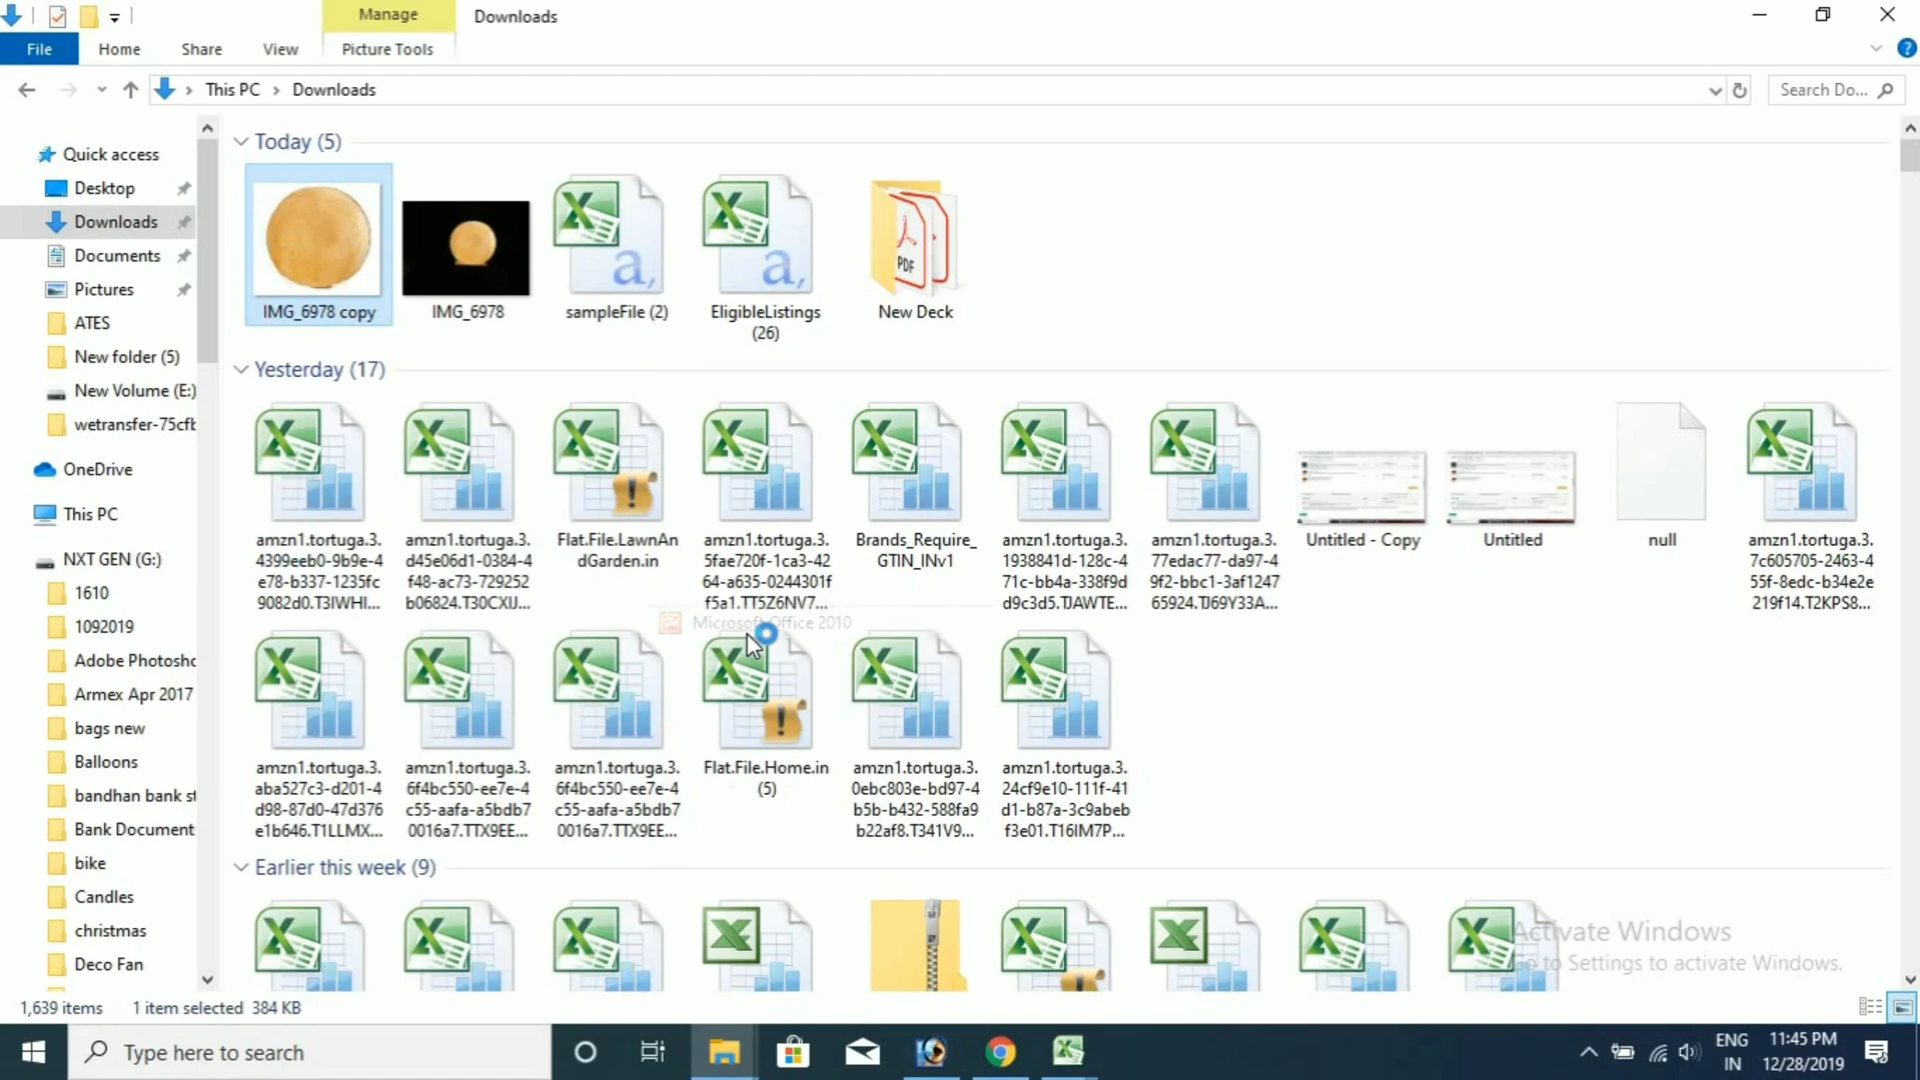 Manage
Downloads
File
Home
Share
View
Picture Tools
This PC
Downloads
Search Do...
Quick access
Desktop
Downloads
Documents
Pictures
ATES
New folder (5)
New Volume (E:)
wetransfer-75cfb
OneDrive
This PC
NXT GEN (G:)
1610
1092019
Adobe Photosho
Armex Apr 2017
bags new
Balloons
bandhan bank st
Bank Document
bike
Candles
christmas
Deco Fan
Today (5)
IMG_6978 copy
IMG_6978
a,
sampleFile (2)
a,
EligibleListings
(26)
PDF
New Deck
Yesterday (17)
amzn1.tortuga.3.
4399eeb0-9b9e-4
e78-b337-1235fc
9082d0.T3IWHI...
amzn1.tortuga.3.
d45e06d1-0384-4
f48-ac73-729252
b06824.T30CXIJ...
Flat.File.LawnAn
dGarden.in
amzn1.tortuga.3.
5fae720f-1ca3-42
64-a635-0244301f
f5a1.TT5Z6NV7...
Brands_Require_
GTIN_INv1
amzn1.tortuga.3.
1938841d-128c-4
71c-bb4a-338f9d
d9c3d5.TJAWTE...
amzn1.tortuga.3.
77edac77-da97-4
9f2-bbc1-3af1247
65924.TJ69Y33A...
Untitled - Copy
Untitled
null
amzn1.tortuga.3.
7c605705-2463-4
55f-8edc-b34e2e
219f14.T2KPS8...
Microsoft Office 2010
amzn1.tortuga.3.
aba527c3-d201-4
d98-87d0-47d376
e1b646.T1LLMX...
amzn1.tortuga.3.
6f4bc550-ee7e-4
c55-aafa-a5bdb7
0016a7.TTX9EE...
amzn1.tortuga.3.
6f4bc550-ee7e-4
c55-aafa-a5bdb7
0016a7.TTX9EE...
Flat.File.Home.in
(5)
amzn1.tortuga.3.
0ebc803e-bd97-4
b5b-b432-588fa9
b22af8.T341V9...
amzn1.tortuga.3.
24cf9e10-111f-41
d1-b87a-3c9abeb
f3e01.T16IM7P...
Earlier this week (9)
Activate Windows
Go to Settings to activate Windows.
1,639 items
1 item selected 384 KB
Type here to search
ENG
IN
11:45 PM
12/28/2019